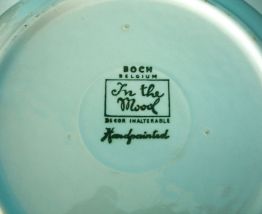 BOCH
BELGIUM
In the
Mood
DECOR INALTERABLE
Handpainted